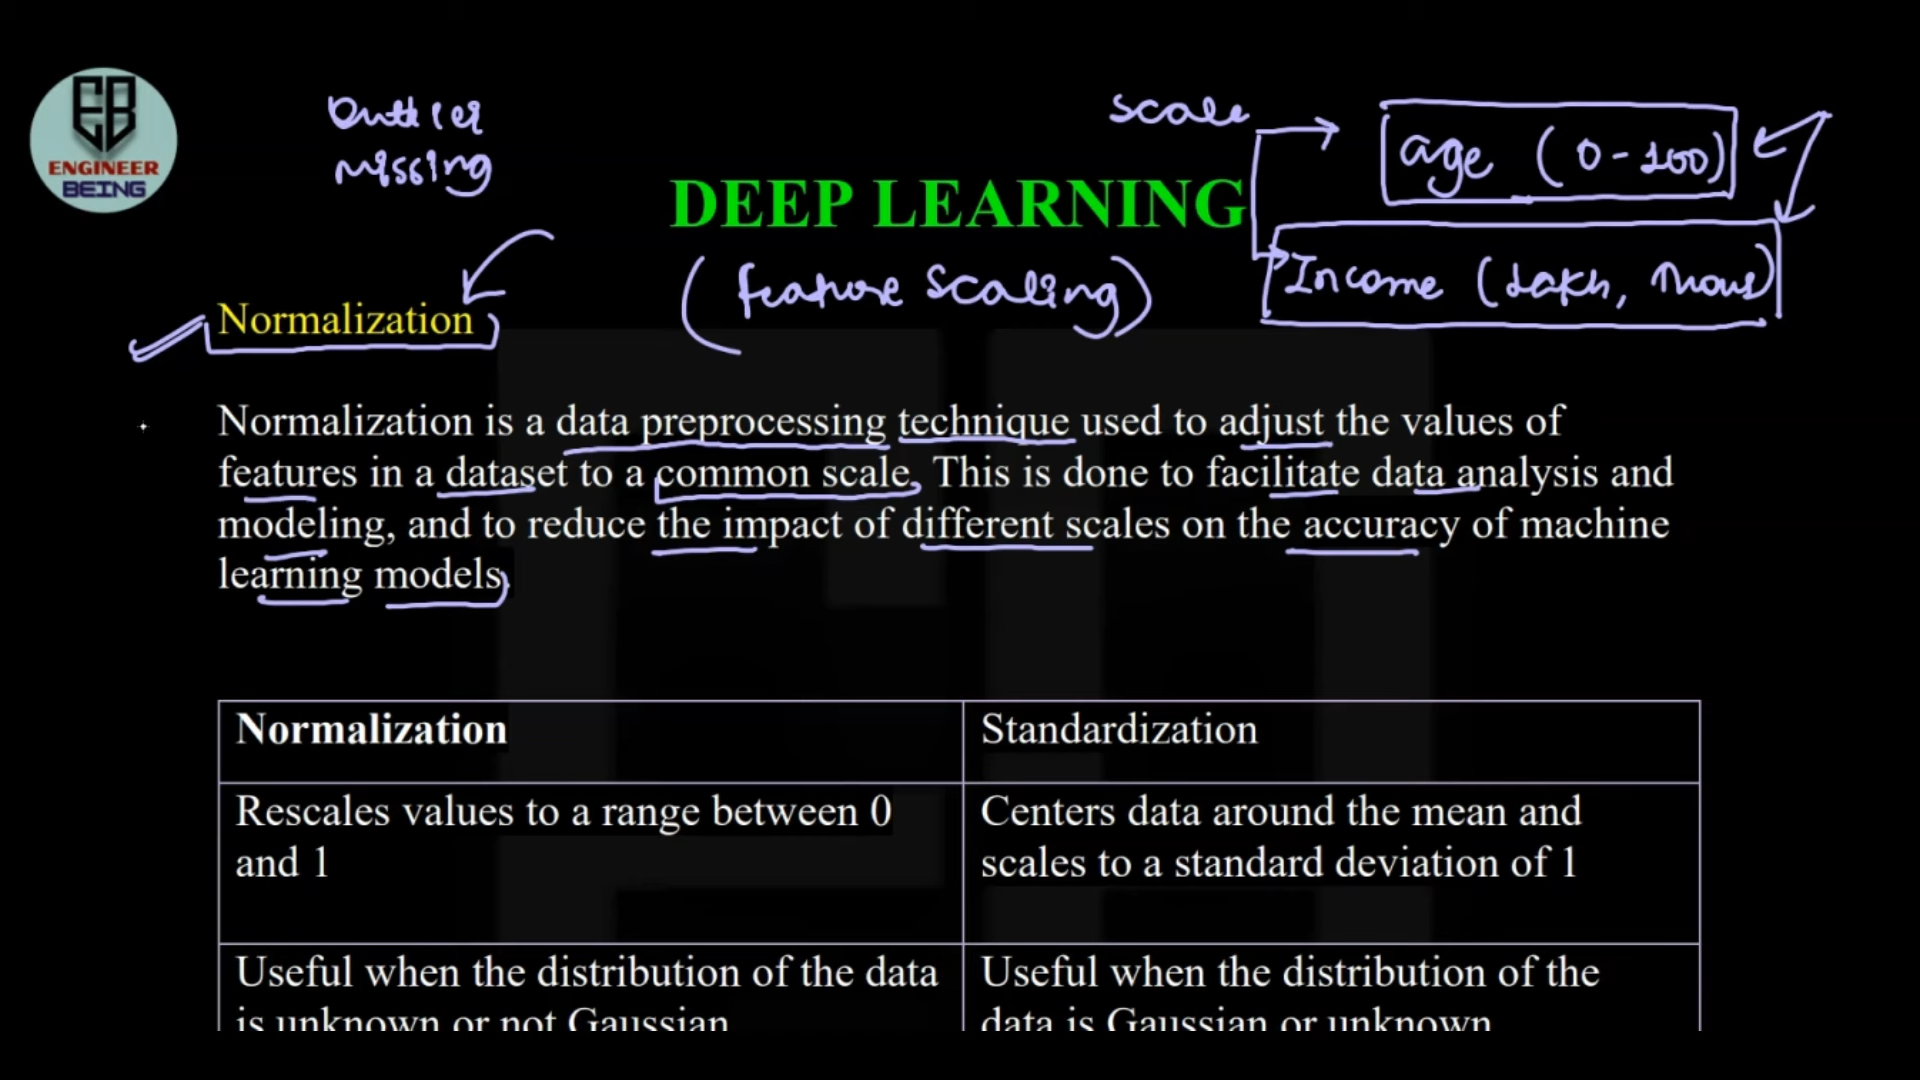 ENGINEER
BEING
Outlier
missing
scale
age (0-100)
DEEP LEARNING
(feature scaling)
Income (Lakh, Thous)
Normalization
Normalization is a data preprocessing technique used to adjust the values of
features in a dataset to a common scale. This is done to facilitate data analysis and
modeling, and to reduce the impact of different scales on the accuracy of machine
learning models.
Normalization
Standardization
Rescales values to a range between 0
and 1
Centers data around the mean and
scales to a standard deviation of 1
Useful when the distribution of the data
is unknown or not Gaussian
Useful when the distribution of the
data is Gaussian or unknown